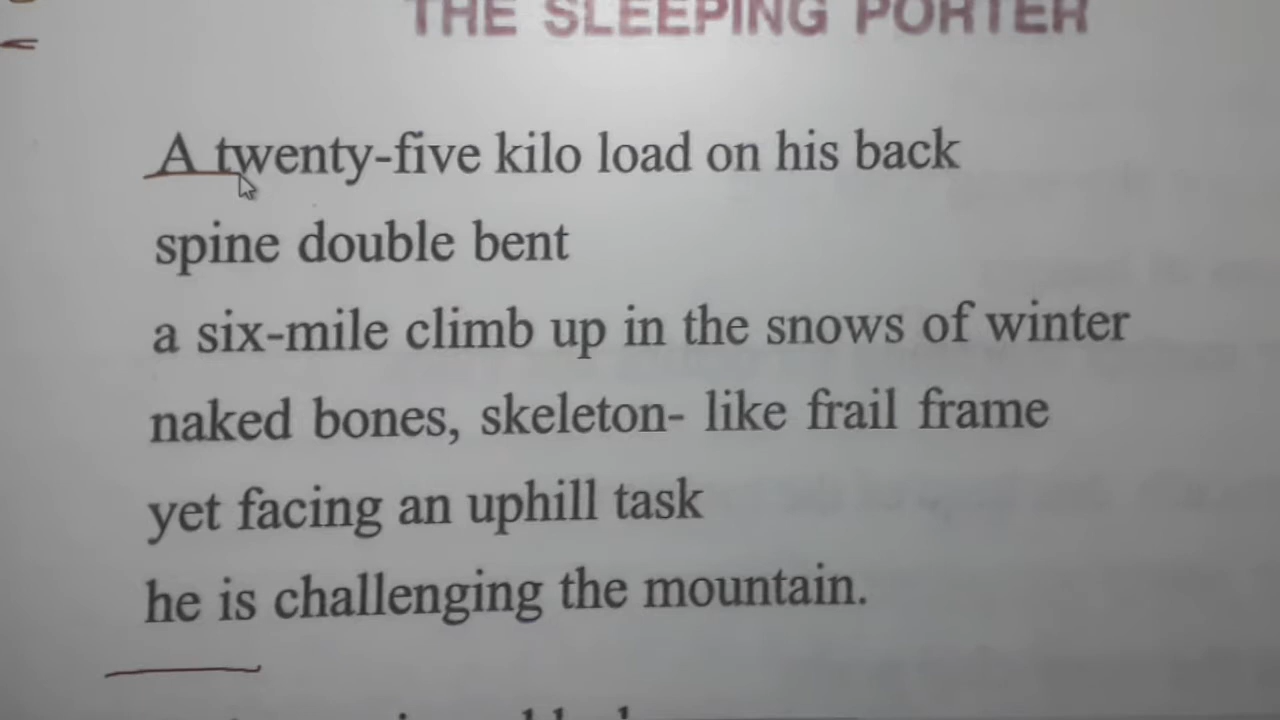 THE SLEEPING PORTER
A twenty-five kilo load on his back
spine double bent
a six-mile climb up in the snows of winter
naked bones, skeleton- like frail frame
yet facing an uphill task
he is challenging the mountain.